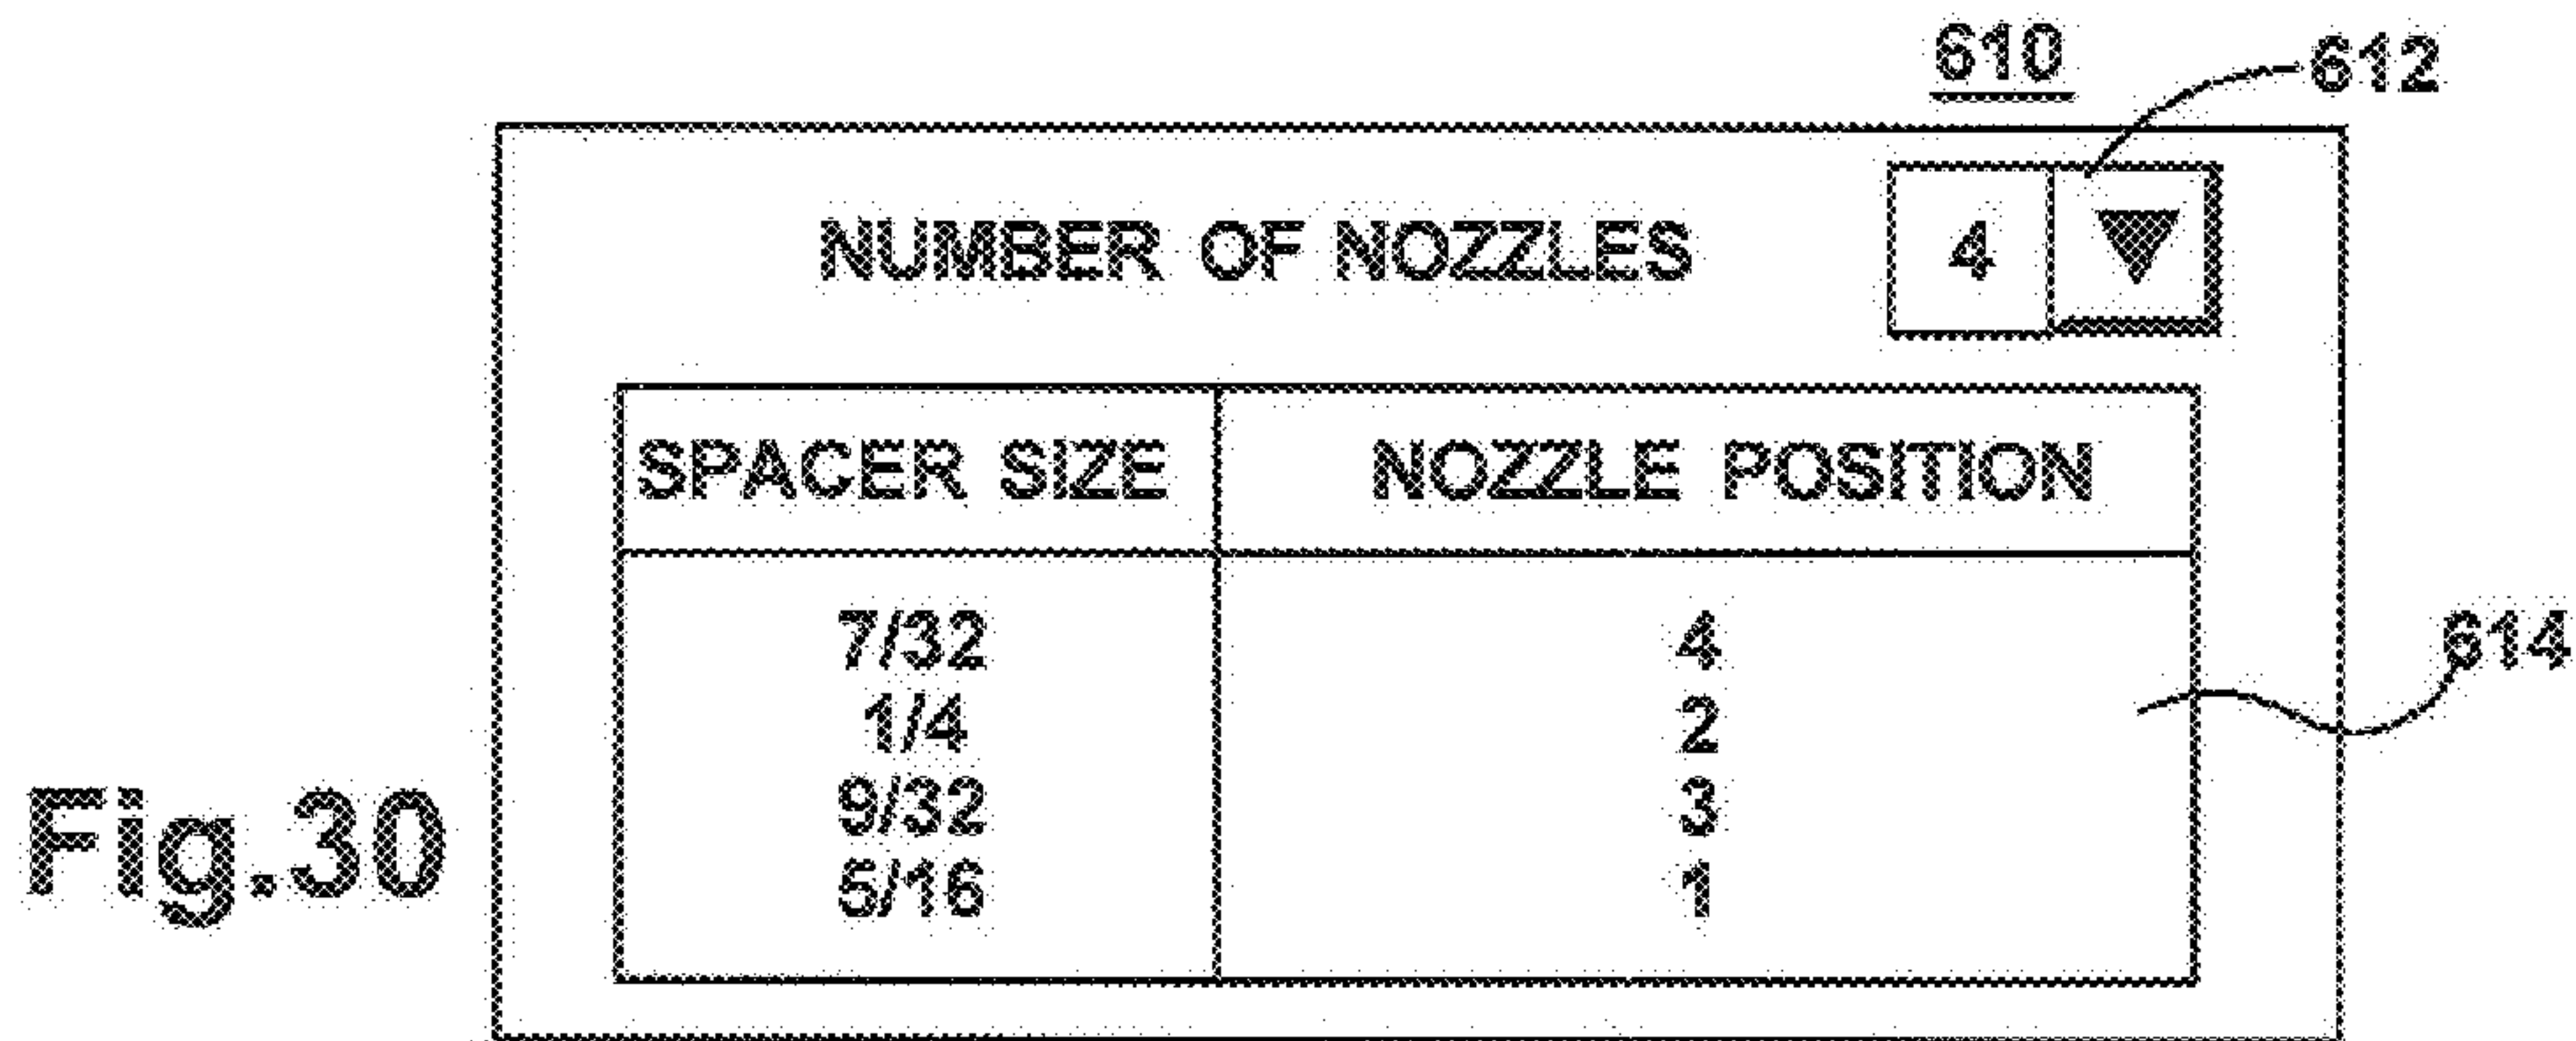 610
612
NUMBER OF NOZZLES 4
SPACER SIZE NOZZLE POSITION
7/32 4
614
1/4 2
9/32 3
Fig.30
5/16 1